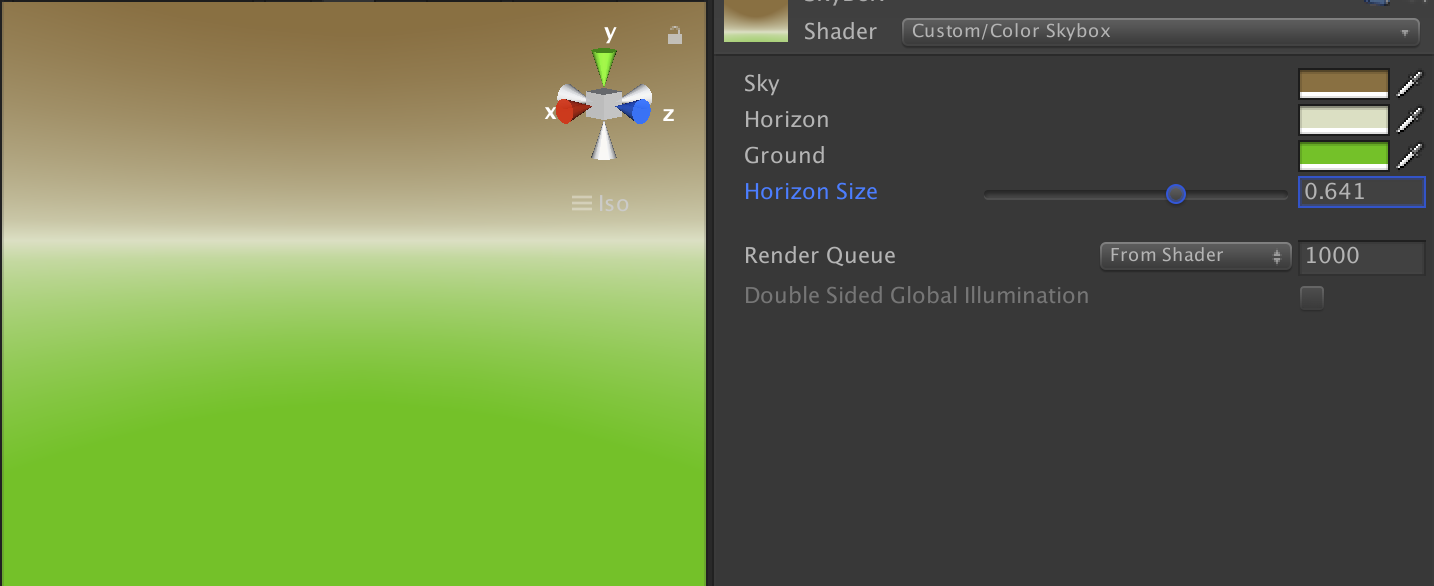 y
x
z
Iso
Shader
Custom/Color Skybox
Sky
Horizon
Ground
Horizon Size
0.641
Render Queue
From Shader
1000
Double Sided Global Illumination